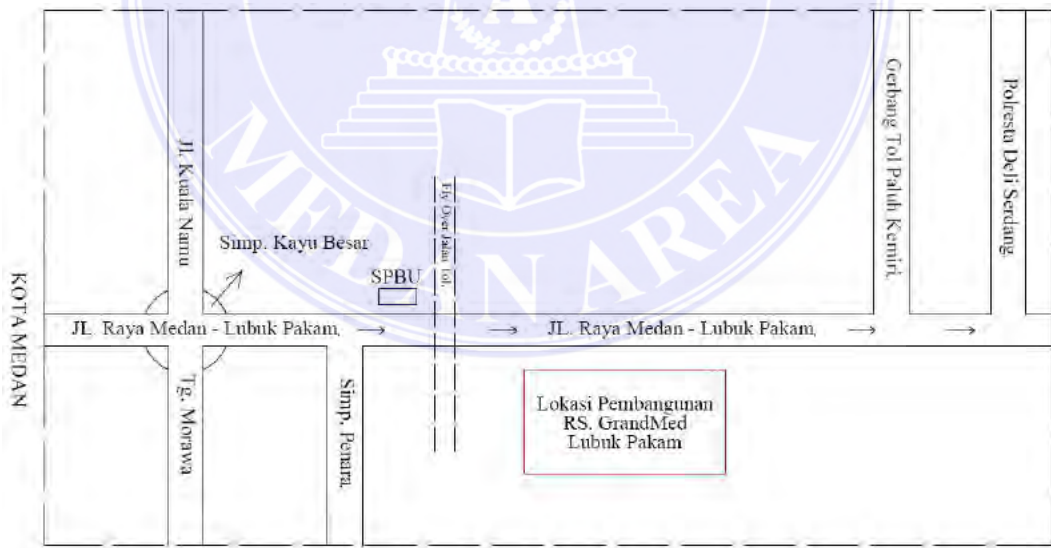 MEDAN AREA
KOTA MEDAN
Jl. Kuala Namu
Simp. Kayu Besar
SPBU
Fly Over Jalan Tol.
Gerbang Tol Paluh Kemiri.
Polresta Deli Serdang.
JL Raya Medan - Lubuk Pakam.
JL. Raya Medan - Lubuk Pakam.
Tg. Morawa
Simp. Penara.
Lokasi Pembangunan
RS. GrandMed
Lubuk Pakam